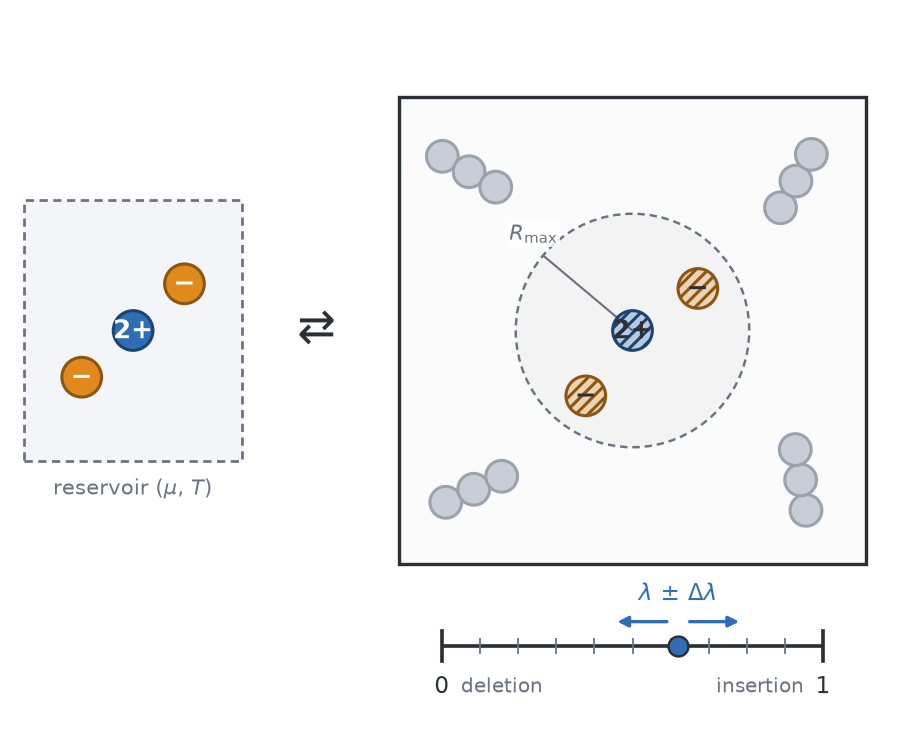 −
2+
−
reservoir (μ, T)
⇄
R_max
−
2+
−
λ ± Δλ
0 deletion insertion 1